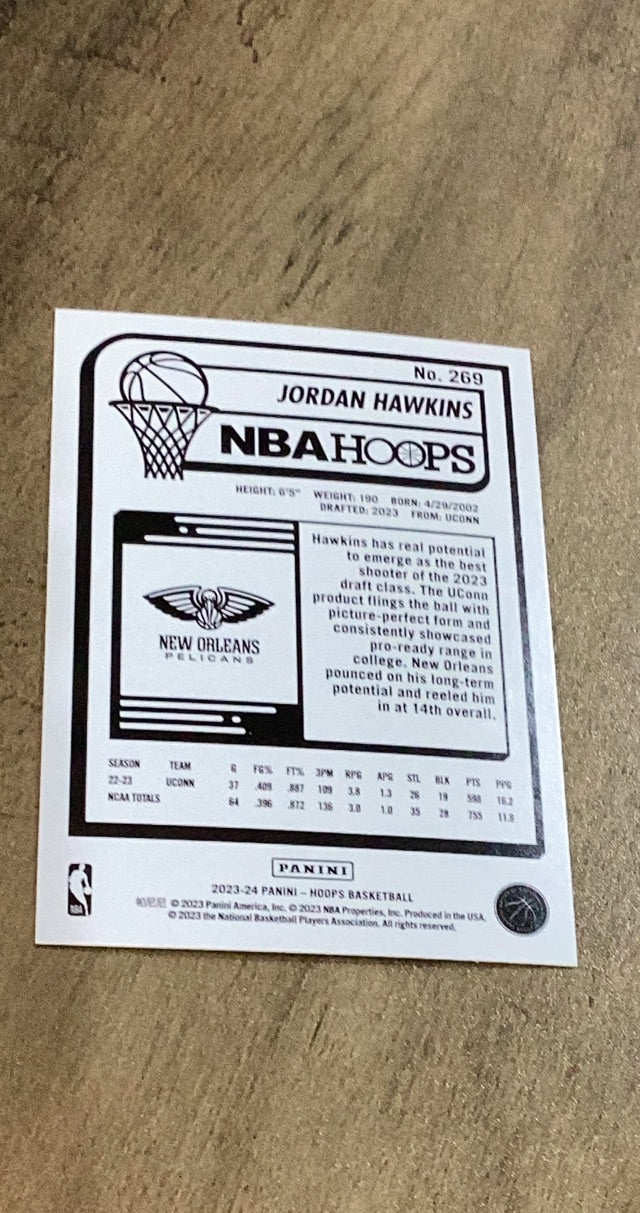 No. 269
JORDAN HAWKINS
NBA HOOPS
HEIGHT: 6'5" WEIGHT: 190 BORN: 4/29/2002
DRAFTED: 2023 FROM: UCONN
Hawkins has real potential
to emerge as the best
shooter of the 2023
draft class. The UConn
product flings the ball with
picture-perfect form and
consistently showcased
pro-ready range in
college. New Orleans
pounced on his long-term
potential and reeled him
in at 14th overall.
NEW ORLEANS
PELICANS
SEASON TEAM G FG% FT% 3PM RPG APG STL BLK PTS PPG
22-23 UCONN 37 .409 .887 109 3.8 1.3 26 19 598 16.2
NCAA TOTALS 64 .396 .872 136 3.0 1.0 35 28 755 11.8
PANINI
2023-24 PANINI – HOOPS BASKETBALL
帕尼尼 © 2023 Panini America, Inc. © 2023 NBA Properties, Inc. Produced in the USA.
© 2023 the National Basketball Players Association. All rights reserved.
NBA